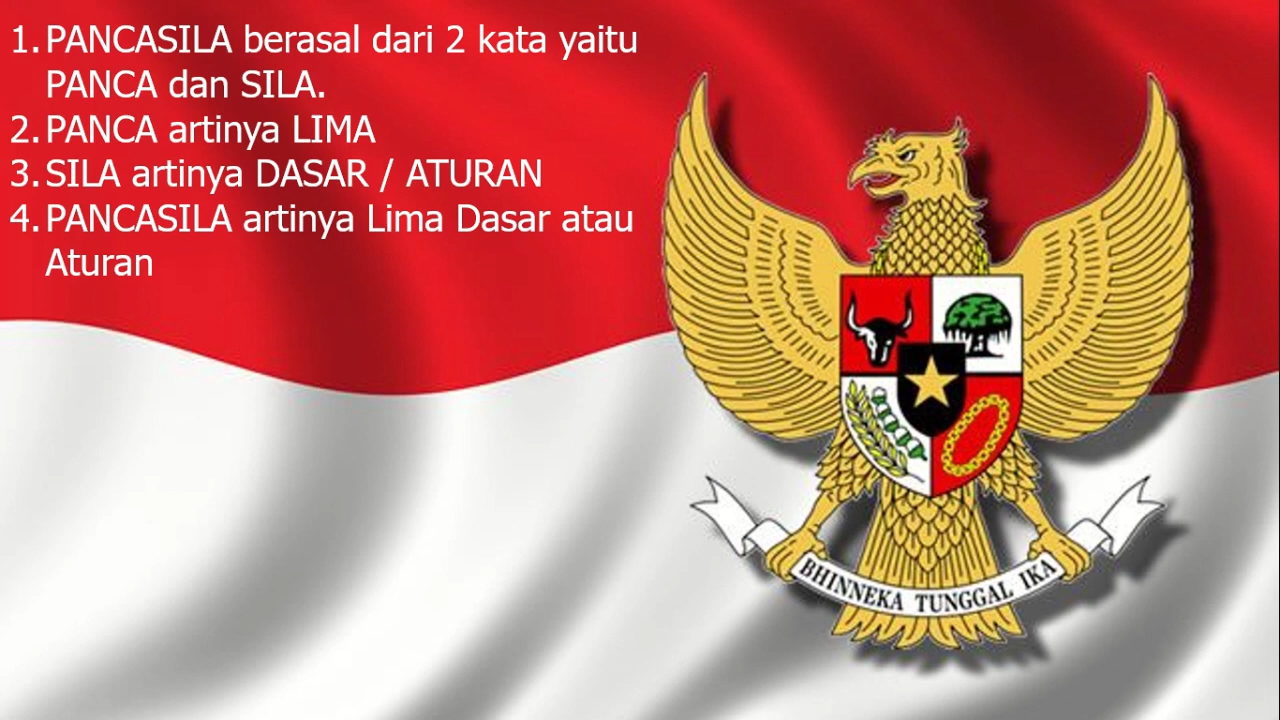 1. PANCASILA berasal dari 2 kata yaitu
PANCA dan SILA.
2. PANCA artinya LIMA
3. SILA artinya DASAR / ATURAN
4. PANCASILA artinya Lima Dasar atau
Aturan
BHINNEKA TUNGGAL IKA